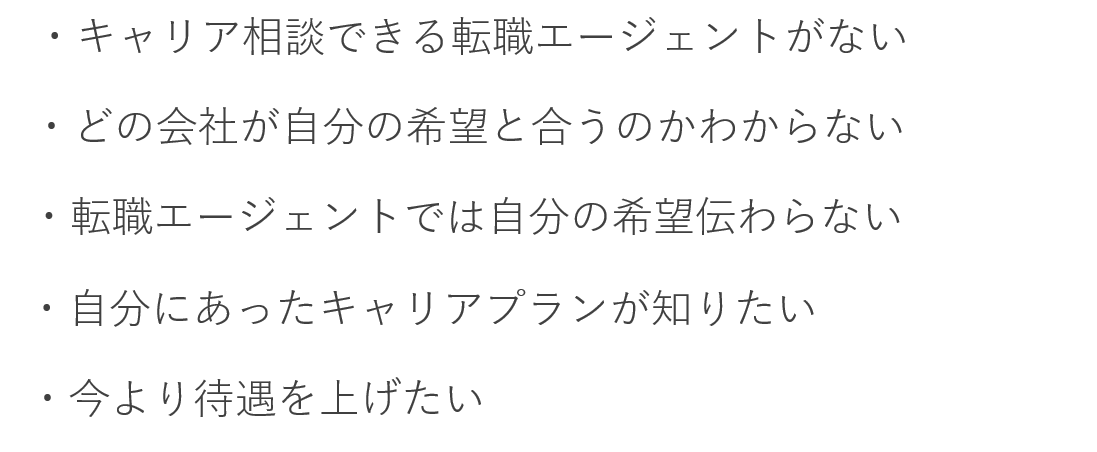 ・キャリア相談できる転職エージェントがない
・どの会社が自分の希望と合うのかわからない
・転職エージェントでは自分の希望伝わらない
・自分にあったキャリアプランが知りたい
・今より待遇を上げたい